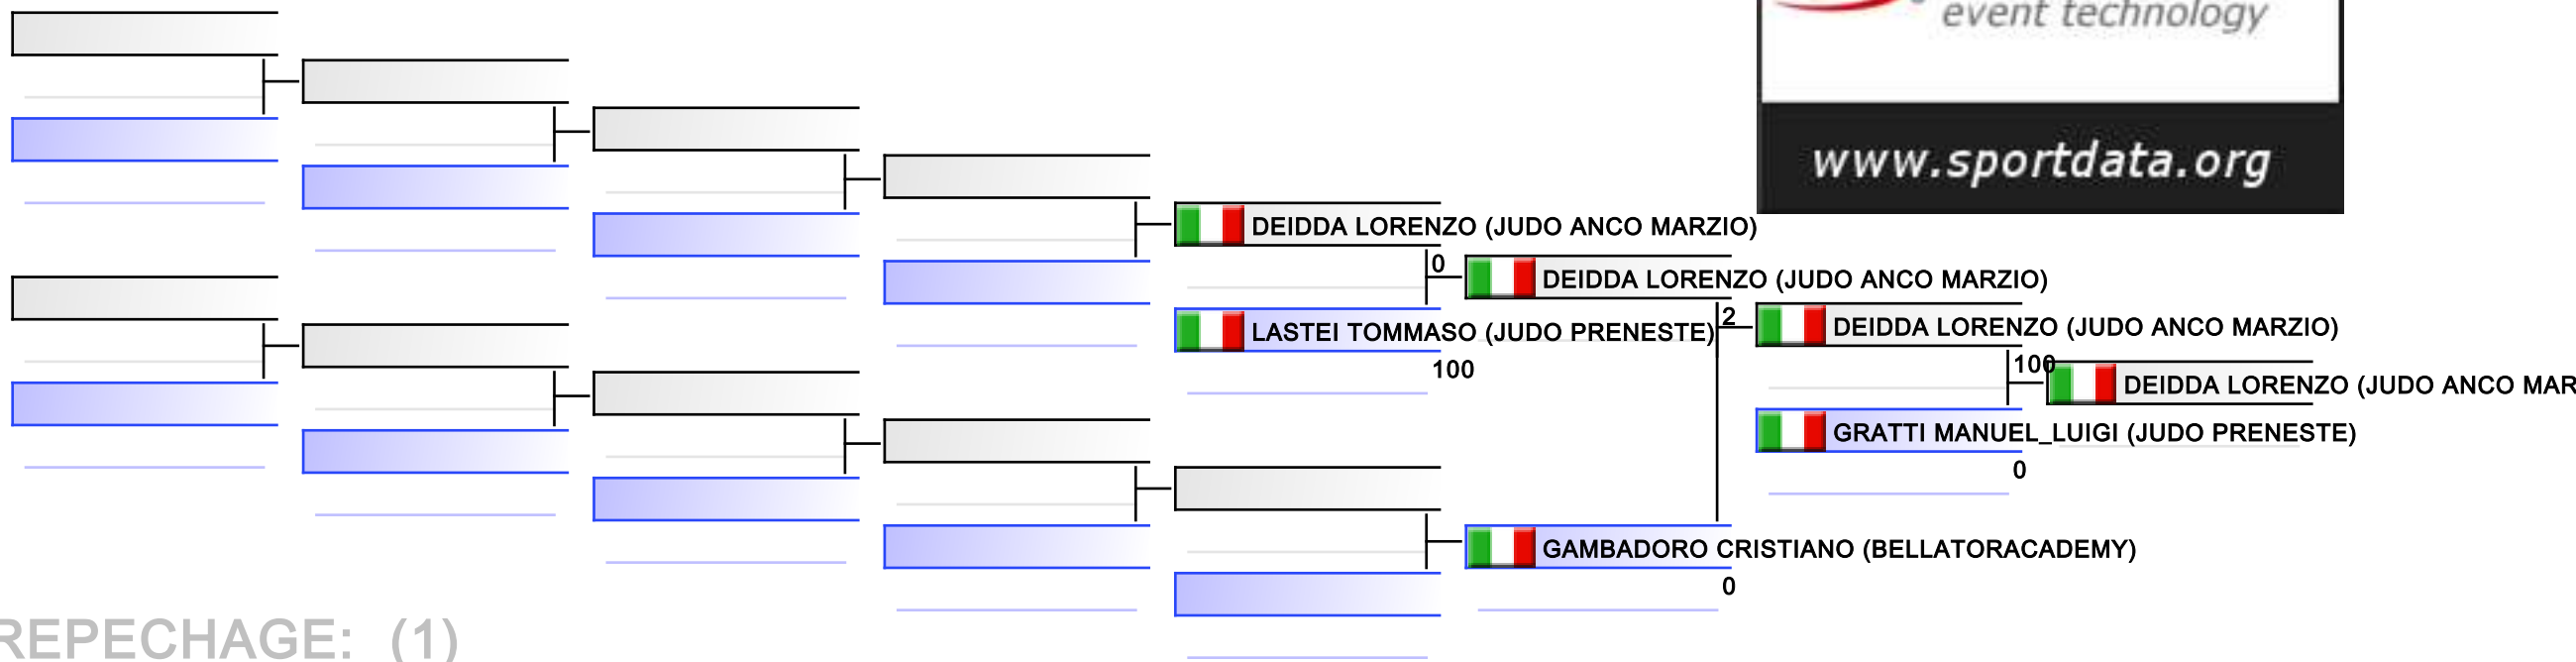 event technology
www.sportdata.org
DEIDDA LORENZO (JUDO ANCO MARZIO)
0
DEIDDA LORENZO (JUDO ANCO MARZIO)
LASTEI TOMMASO (JUDO PRENESTE)
2
DEIDDA LORENZO (JUDO ANCO MARZIO)
100
100
DEIDDA LORENZO (JUDO ANCO MAR
GRATTI MANUEL_LUIGI (JUDO PRENESTE)
0
GAMBADORO CRISTIANO (BELLATORACADEMY)
0
REPECHAGE: (1)